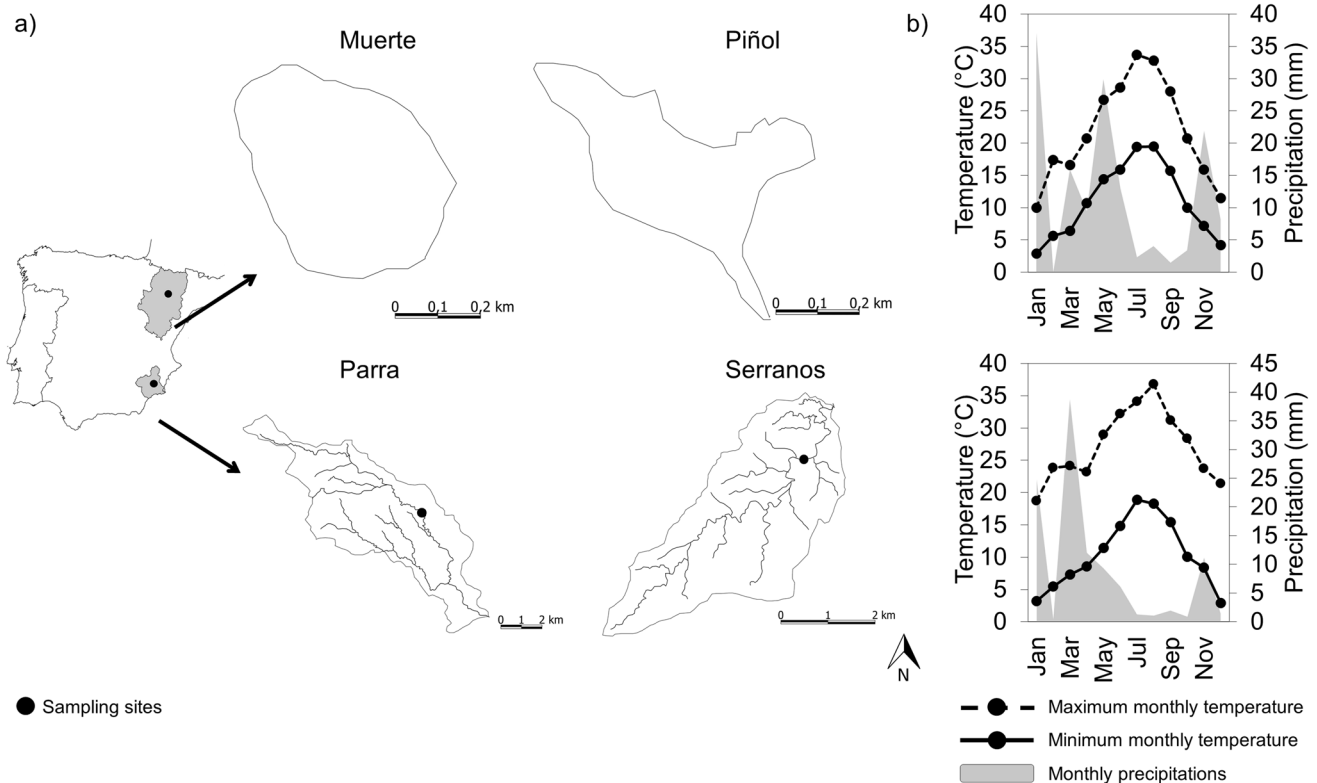 a)
Muerte
Piñol
0 0,1 0,2 km
0 0,1 0,2 km
Parra
Serranos
0 1 2 km
0 1 2 km
N
Sampling sites
b)
40 40
35 35
30 30
25 25
20 20
15 15
10 10
5 5
0 0
Temperature (°C)
Precipitation (mm)
Jan Mar May Jul Sep Nov
40 45
35 40
30 35
25 30
20 25
15 20
10 15
5 10
0 5
0
Temperature (°C)
Precipitation (mm)
Jan Mar May Jul Sep Nov
Maximum monthly temperature
Minimum monthly temperature
Monthly precipitations